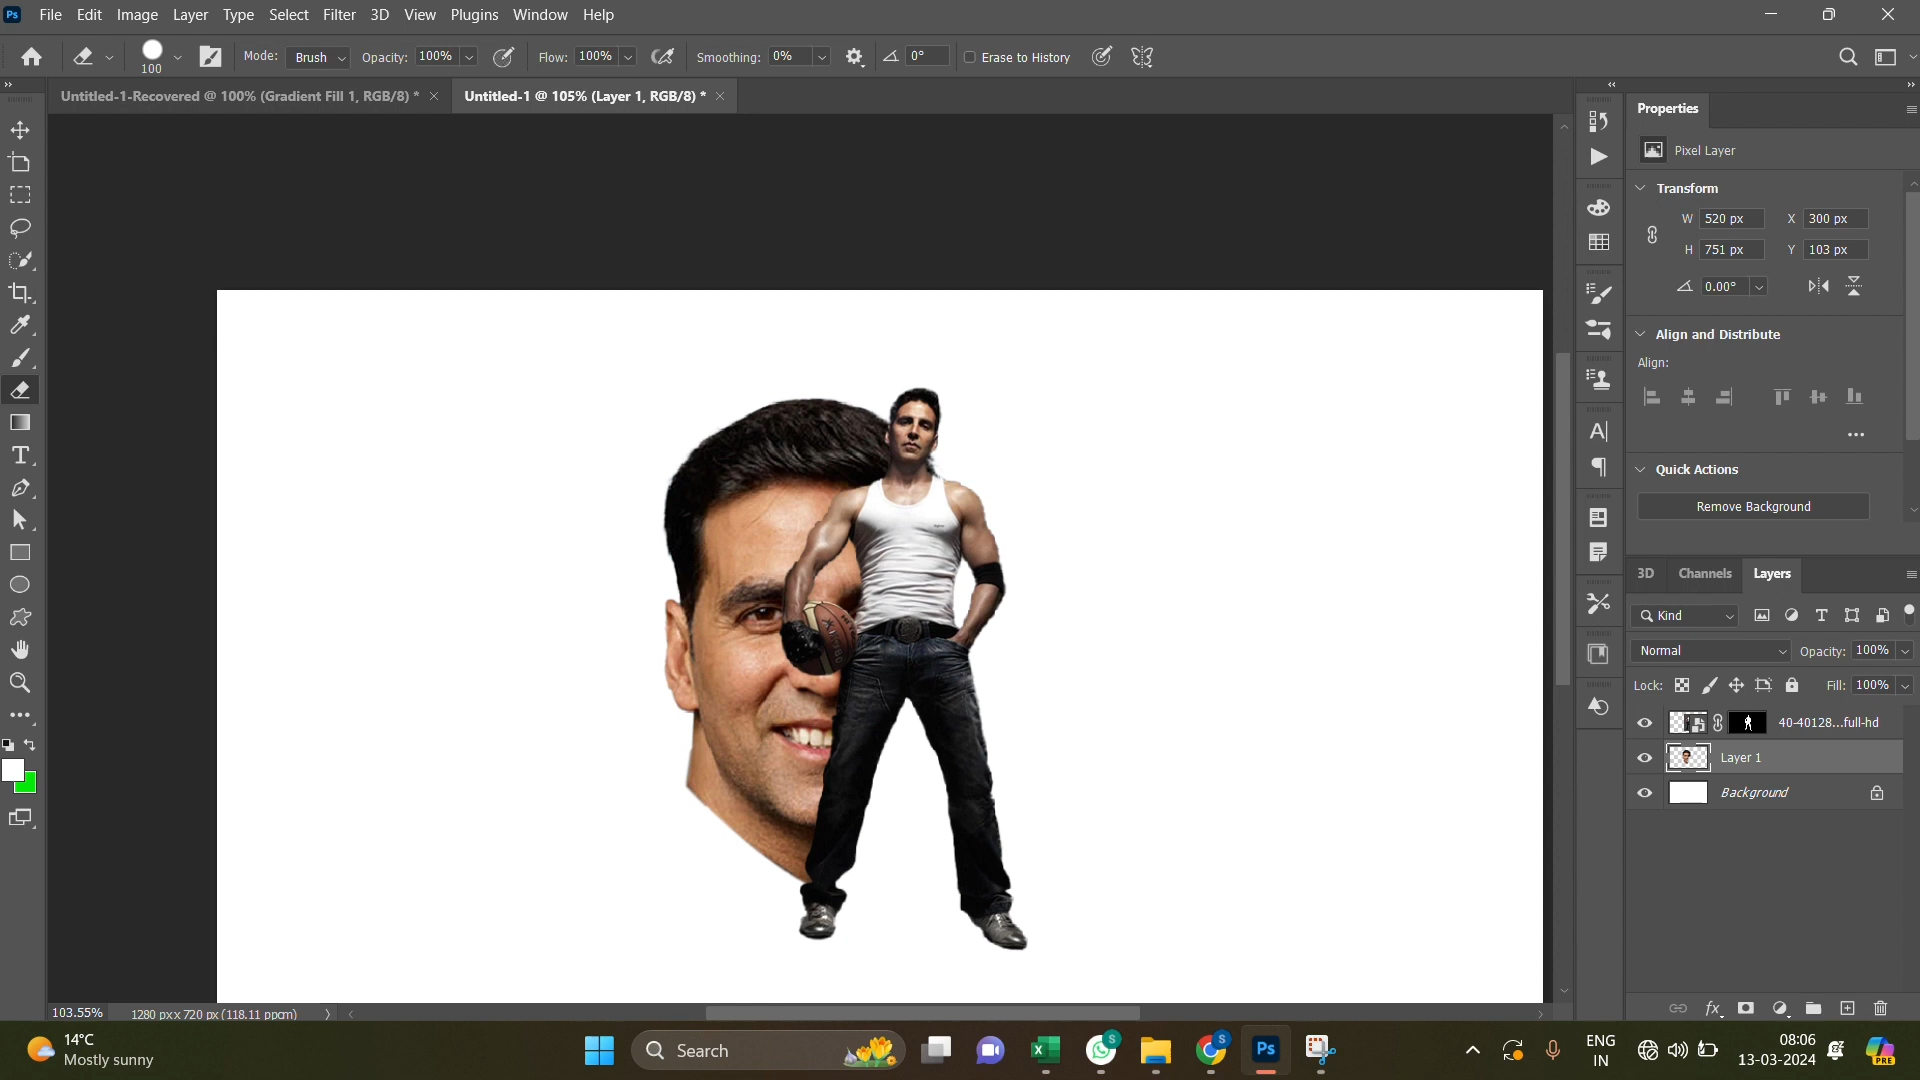 Ps File Edit Image Layer Type Select Filter 3D View Plugins Window Help
100 Mode: Brush Opacity: 100% Flow: 100% Smoothing: 0% 0° Erase to History
Untitled-1-Recovered @ 100% (Gradient Fill 1, RGB/8) * × Untitled-1 @ 105% (Layer 1, RGB/8) * ×
Properties
Pixel Layer
Transform
W 520 px X 300 px
H 751 px Y 103 px
0.00°
Align and Distribute
Align:
Quick Actions
Remove Background
3D Channels Layers
Kind
Normal Opacity: 100%
Lock: Fill: 100%
40-40128...full-hd
Layer 1
Background
103.55% 1280 px x 720 px (118.11 ppcm)
14°C
Mostly sunny
Search
ENG
IN
08:06
13-03-2024
PRE